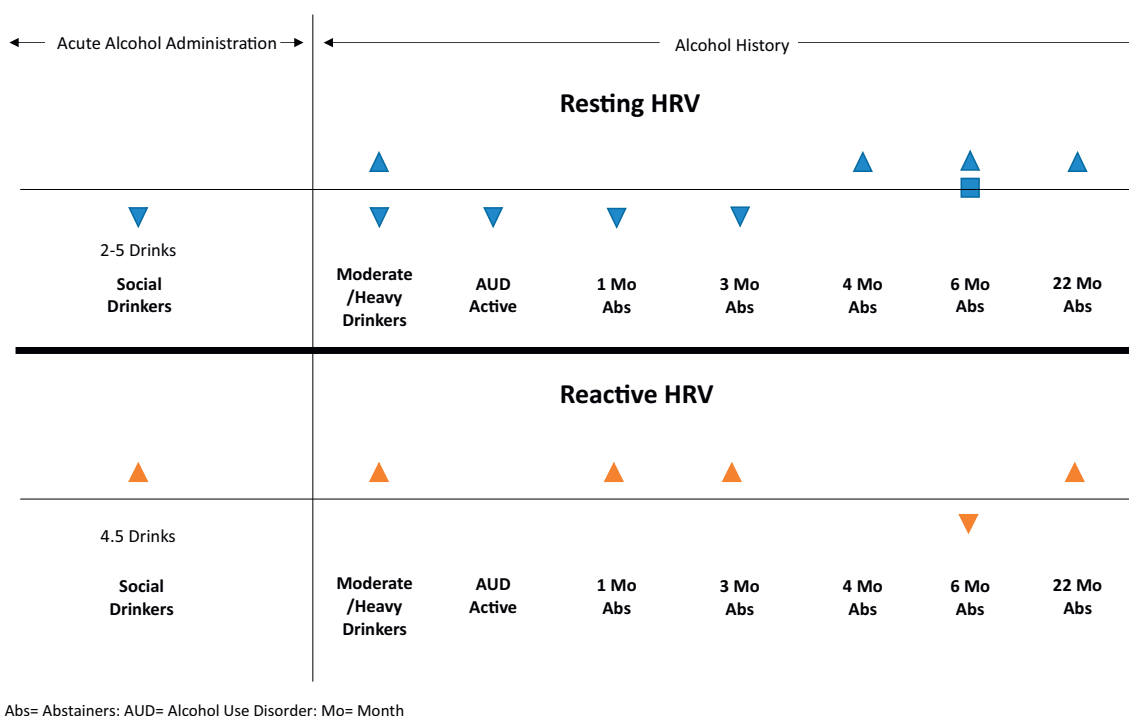 Acute Alcohol Administration
Alcohol History
Resting HRV
2-5 Drinks
Social
Drinkers
Moderate
/Heavy
Drinkers
AUD
Active
1 Mo
Abs
3 Mo
Abs
4 Mo
Abs
6 Mo
Abs
22 Mo
Abs
Reactive HRV
4.5 Drinks
Social
Drinkers
Moderate
/Heavy
Drinkers
AUD
Active
1 Mo
Abs
3 Mo
Abs
4 Mo
Abs
6 Mo
Abs
22 Mo
Abs
Abs= Abstainers; AUD= Alcohol Use Disorder; Mo= Month